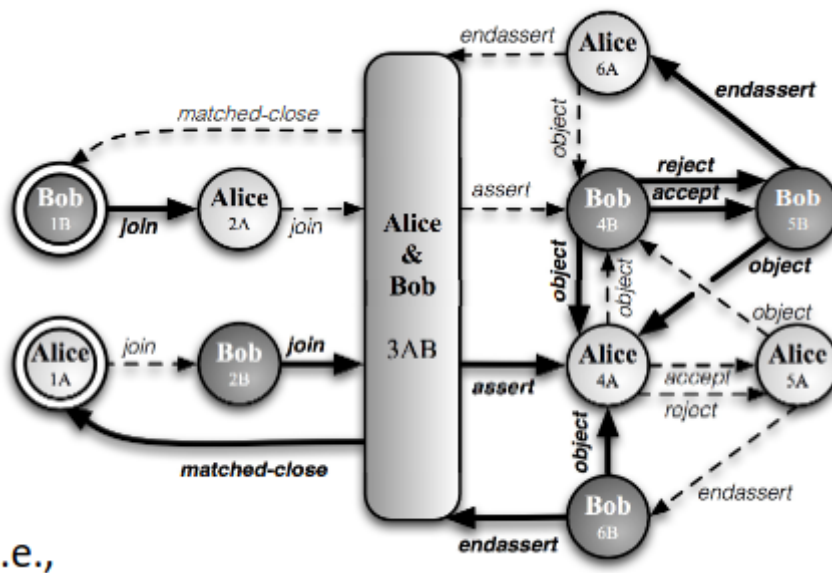 endassert
Alice
6A
endassert
matched-close
object
reject
accept
Bob
1B
join
Alice
2A
join
assert
Bob
4B
Bob
5B
Alice
&
Bob
3AB
object
object
object
object
Alice
1A
join
Bob
2B
join
assert
Alice
4A
accept
reject
Alice
5A
matched-close
object
endassert
Bob
6B
endassert
.e.,